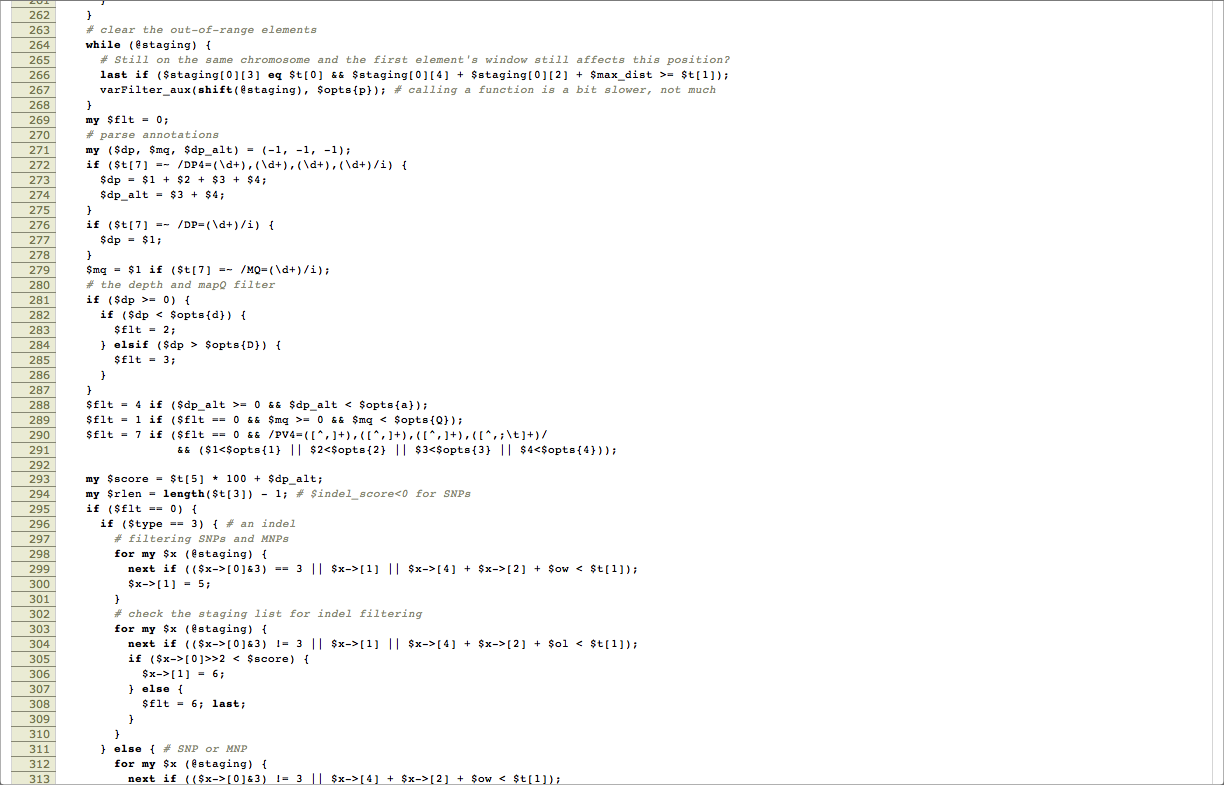 262 }
263 # clear the out-of-range elements
264 while (@staging) {
265 # Still on the same chromosome and the first element's window still affects this position?
266 last if ($staging[0][3] eq $t[0] && $staging[0][4] + $staging[0][2] + $max_dist >= $t[1]);
267 varFilter_aux(shift(@staging), $opts{p}); # calling a function is a bit slower, not much
268 }
269 my $flt = 0;
270 # parse annotations
271 my ($dp, $mq, $dp_alt) = (-1, -1, -1);
272 if ($t[7] =~ /DP4=(\d+),(\d+),(\d+),(\d+)/i) {
273 $dp = $1 + $2 + $3 + $4;
274 $dp_alt = $3 + $4;
275 }
276 if ($t[7] =~ /DP=(\d+)/i) {
277 $dp = $1;
278 }
279 $mq = $1 if ($t[7] =~ /MQ=(\d+)/i);
280 # the depth and mapQ filter
281 if ($dp >= 0) {
282 if ($dp < $opts{d}) {
283 $flt = 2;
284 } elsif ($dp > $opts{D}) {
285 $flt = 3;
286 }
287 }
288 $flt = 4 if ($dp_alt >= 0 && $dp_alt < $opts{a});
289 $flt = 1 if ($flt == 0 && $mq >= 0 && $mq < $opts{Q});
290 $flt = 7 if ($flt == 0 && /PV4=([^,]+),([^,]+),([^,]+),([^,;\t]+)/
291 && ($1<$opts{1} || $2<$opts{2} || $3<$opts{3} || $4<$opts{4}));
292
293 my $score = $t[5] * 100 + $dp_alt;
294 my $rlen = length($t[3]) - 1; # $indel_score<0 for SNPs
295 if ($flt == 0) {
296 if ($type == 3) { # an indel
297 # filtering SNPs and MNPs
298 for my $x (@staging) {
299 next if (($x->[0]&3) == 3 || $x->[1] || $x->[4] + $x->[2] + $ow < $t[1]);
300 $x->[1] = 5;
301 }
302 # check the staging list for indel filtering
303 for my $x (@staging) {
304 next if (($x->[0]&3) != 3 || $x->[1] || $x->[4] + $x->[2] + $ol < $t[1]);
305 if ($x->[0]>>2 < $score) {
306 $x->[1] = 6;
307 } else {
308 $flt = 6; last;
309 }
310 }
311 } else { # SNP or MNP
312 for my $x (@staging) {
313 next if (($x->[0]&3) != 3 || $x->[4] + $x->[2] + $ow < $t[1]);